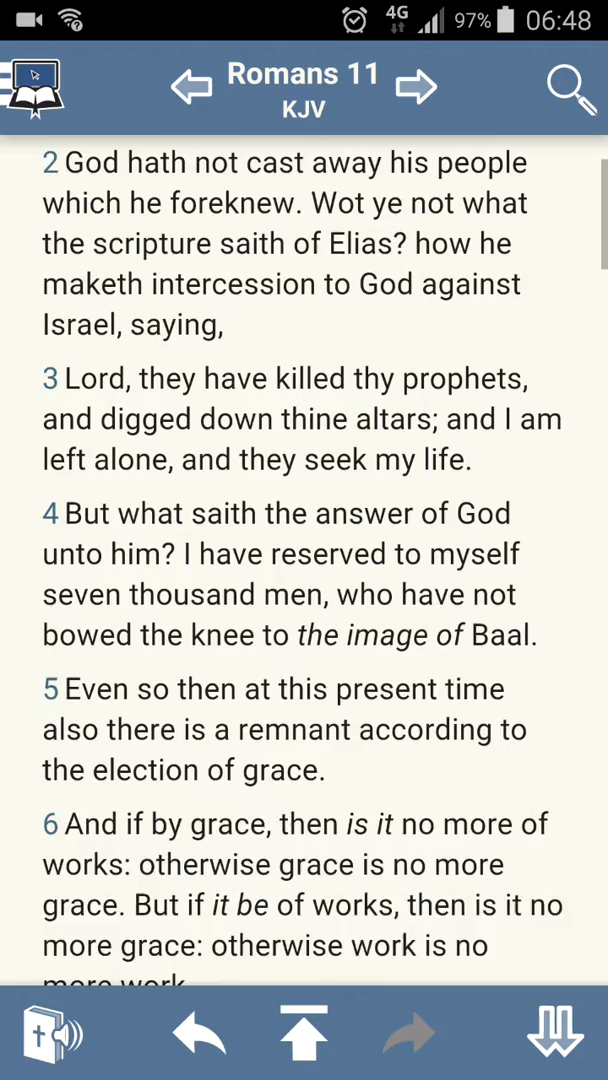 4G 97% 06:48
Romans 11
KJV
2 God hath not cast away his people
which he foreknew. Wot ye not what
the scripture saith of Elias? how he
maketh intercession to God against
Israel, saying,
3 Lord, they have killed thy prophets,
and digged down thine altars; and I am
left alone, and they seek my life.
4 But what saith the answer of God
unto him? I have reserved to myself
seven thousand men, who have not
bowed the knee to the image of Baal.
5 Even so then at this present time
also there is a remnant according to
the election of grace.
6 And if by grace, then is it no more of
works: otherwise grace is no more
grace. But if it be of works, then is it no
more grace: otherwise work is no
more work